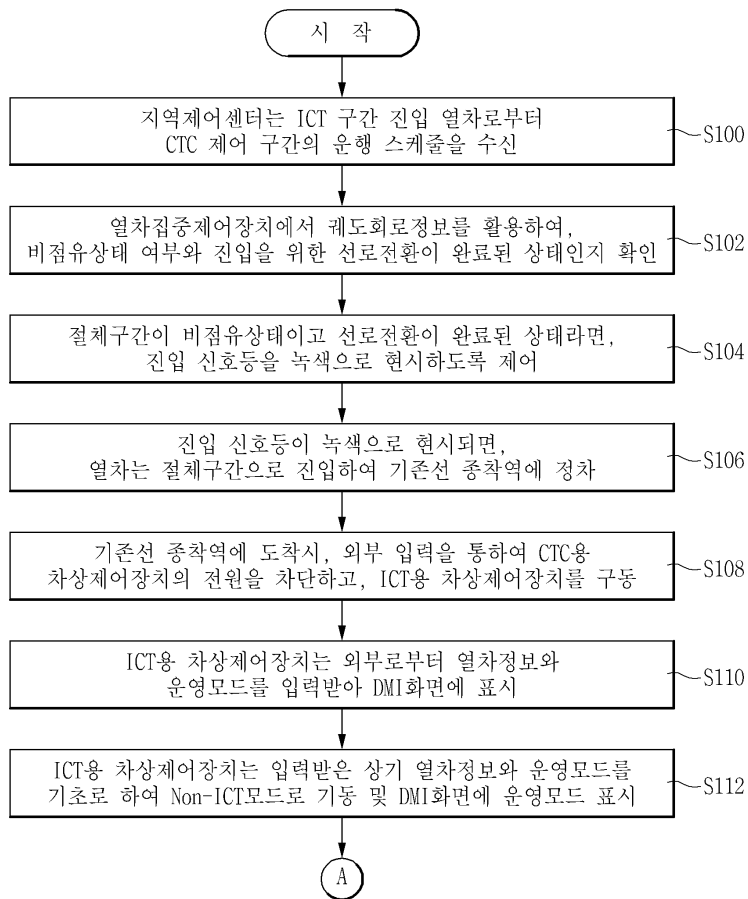 시 작
지역제어센터는 ICT 구간 진입 열차로부터
CTC 제어 구간의 운행 스케줄을 수신
S100
열차집중제어장치에서 궤도회로정보를 활용하여,
비점유상태 여부와 진입을 위한 선로전환이 완료된 상태인지 확인
S102
절체구간이 비점유상태이고 선로전환이 완료된 상태라면,
진입 신호등을 녹색으로 현시하도록 제어
S104
진입 신호등이 녹색으로 현시되면,
열차는 절체구간으로 진입하여 기존선 종착역에 정차
S106
기존선 종착역에 도착시, 외부 입력을 통하여 CTC용
차상제어장치의 전원을 차단하고, ICT용 차상제어장치를 구동
S108
ICT용 차상제어장치는 외부로부터 열차정보와
운영모드를 입력받아 DMI화면에 표시
S110
ICT용 차상제어장치는 입력받은 상기 열차정보와 운영모드를
기초로 하여 Non-ICT모드로 기동 및 DMI화면에 운영모드 표시
S112
A